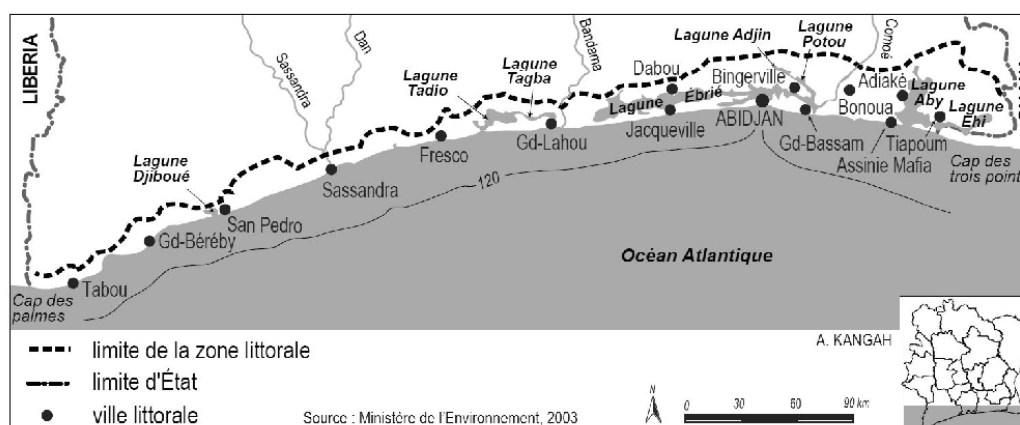 LIBERIA
Sassandra
Dan
Bandama
Comoé
Lagune
Tadio
Lagune
Tagba
Dabou
Lagune Adjin
Bingerville
Lagune
Potou
Adiaké
Lagune
Aby
Lagune
Ehi
Lagune
Djiboué
Lagune Ébrié
Bonoua
Fresco
Gd-Lahou
Jacqueville
ABIDJAN
Gd-Bassam
Tiapoum
Assinie Mafia
Cap des
trois point
Sassandra
120
San Pedro
Gd-Béréby
Océan Atlantique
Tabou
Cap des
palmes
limite de la zone littorale
limite d'État
ville littorale
Source : Ministère de l'Environnement, 2003
A. KANGAH
N
0 30 60 90 km